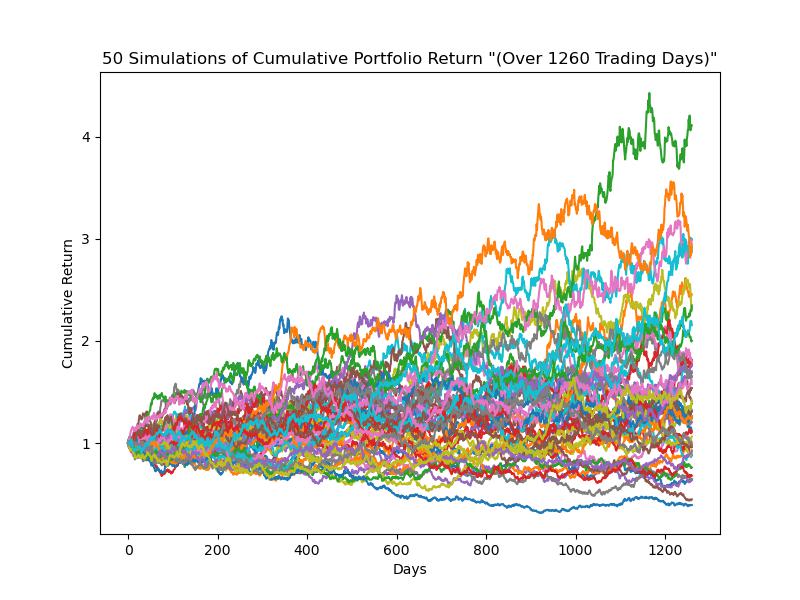 50 Simulations of Cumulative Portfolio Return "(Over 1260 Trading Days)"
4
3
2
1
Cumulative Return
0 200 400 600 800 1000 1200
Days